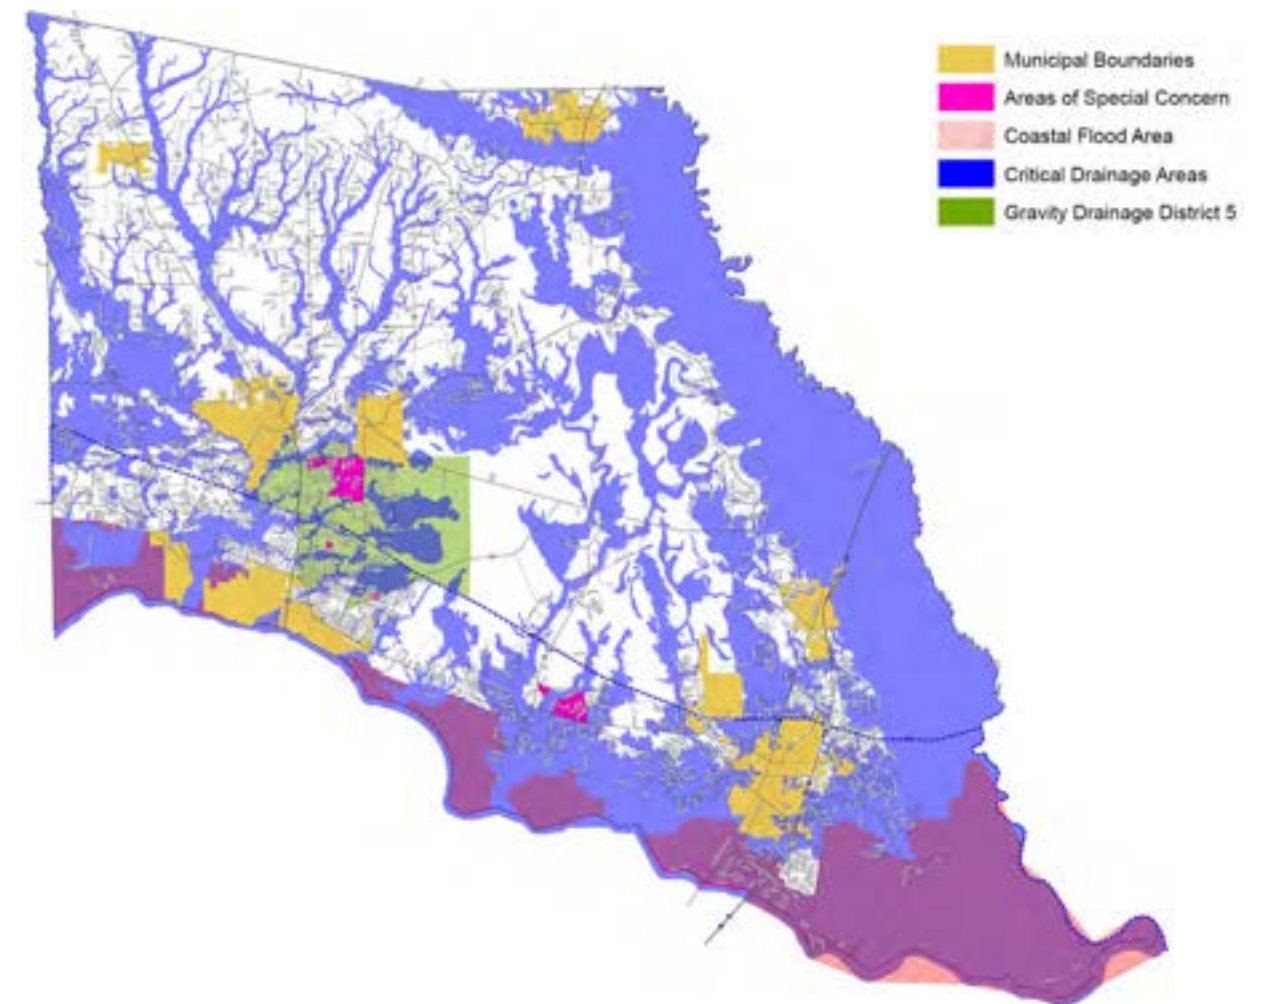 Municipal Boundaries
Areas of Special Concern
Coastal Flood Area
Critical Drainage Areas
Gravity Drainage District 5